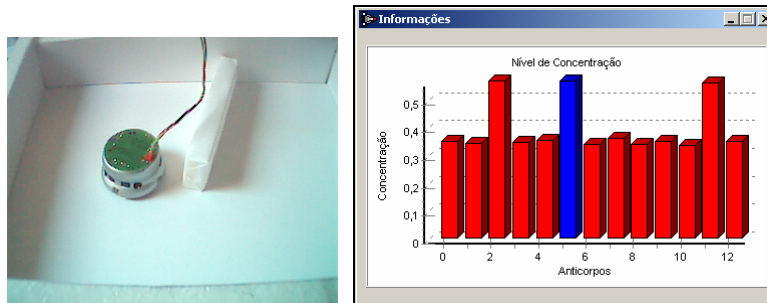 Informações
Nível de Concentração
Concentração
0,5
0,4
0,3
0,2
0,1
0
0 2 4 6 8 10 12
Anticorpos